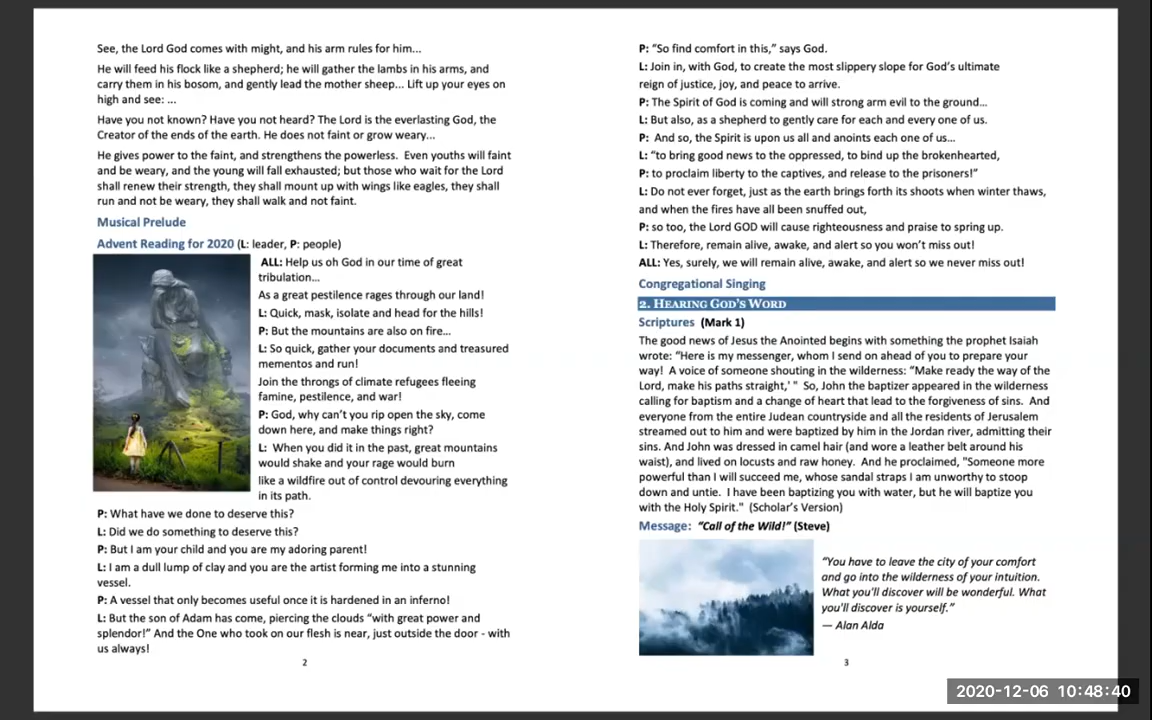 See, the Lord God comes with might, and his arm rules for him...
He will feed his flock like a shepherd; he will gather the lambs in his arms, and
carry them in his bosom, and gently lead the mother sheep... Lift up your eyes on
high and see: ...
Have you not known? Have you not heard? The Lord is the everlasting God, the
Creator of the ends of the earth. He does not faint or grow weary...
He gives power to the faint, and strengthens the powerless.  Even youths will faint
and be weary, and the young will fall exhausted; but those who wait for the Lord
shall renew their strength, they shall mount up with wings like eagles, they shall
run and not be weary, they shall walk and not faint.
Musical Prelude
Advent Reading for 2020 (L: leader, P: people)
ALL: Help us oh God in our time of great
tribulation...
As a great pestilence rages through our land!
L: Quick, mask, isolate and head for the hills!
P: But the mountains are also on fire...
L: So quick, gather your documents and treasured
mementos and run!
Join the throngs of climate refugees fleeing
famine, pestilence, and war!
P: God, why can't you rip open the sky, come
down here, and make things right?
L:  When you did it in the past, great mountains
would shake and your rage would burn
like a wildfire out of control devouring everything
in its path.
P: What have we done to deserve this?
L: Did we do something to deserve this?
P: But I am your child and you are my adoring parent!
L: I am a dull lump of clay and you are the artist forming me into a stunning
vessel.
P: A vessel that only becomes useful once it is hardened in an inferno!
L: But the son of Adam has come, piercing the clouds "with great power and
splendor!" And the One who took on our flesh is near, just outside the door - with
us always!
2
P: "So find comfort in this," says God.
L: Join in, with God, to create the most slippery slope for God's ultimate
reign of justice, joy, and peace to arrive.
P: The Spirit of God is coming and will strong arm evil to the ground...
L: But also, as a shepherd to gently care for each and every one of us.
P:  And so, the Spirit is upon us all and anoints each one of us...
L: "to bring good news to the oppressed, to bind up the brokenhearted,
P: to proclaim liberty to the captives, and release to the prisoners!"
L: Do not ever forget, just as the earth brings forth its shoots when winter thaws,
and when the fires have all been snuffed out,
P: so too, the Lord GOD will cause righteousness and praise to spring up.
L: Therefore, remain alive, awake, and alert so you won't miss out!
ALL: Yes, surely, we will remain alive, awake, and alert so we never miss out!
Congregational Singing
2. HEARING GOD'S WORD
Scriptures  (Mark 1)
The good news of Jesus the Anointed begins with something the prophet Isaiah
wrote: "Here is my messenger, whom I send on ahead of you to prepare your
way!  A voice of someone shouting in the wilderness: "Make ready the way of the
Lord, make his paths straight,' "  So, John the baptizer appeared in the wilderness
calling for baptism and a change of heart that lead to the forgiveness of sins.  And
everyone from the entire Judean countryside and all the residents of Jerusalem
streamed out to him and were baptized by him in the Jordan river, admitting their
sins. And John was dressed in camel hair (and wore a leather belt around his
waist), and lived on locusts and raw honey.  And he proclaimed, "Someone more
powerful than I will succeed me, whose sandal straps I am unworthy to stoop
down and untie.  I have been baptizing you with water, but he will baptize you
with the Holy Spirit."  (Scholar's Version)
Message:  "Call of the Wild!" (Steve)
"You have to leave the city of your comfort
and go into the wilderness of your intuition.
What you'll discover will be wonderful. What
you'll discover is yourself."
— Alan Alda
3
2020-12-06  10:48:40